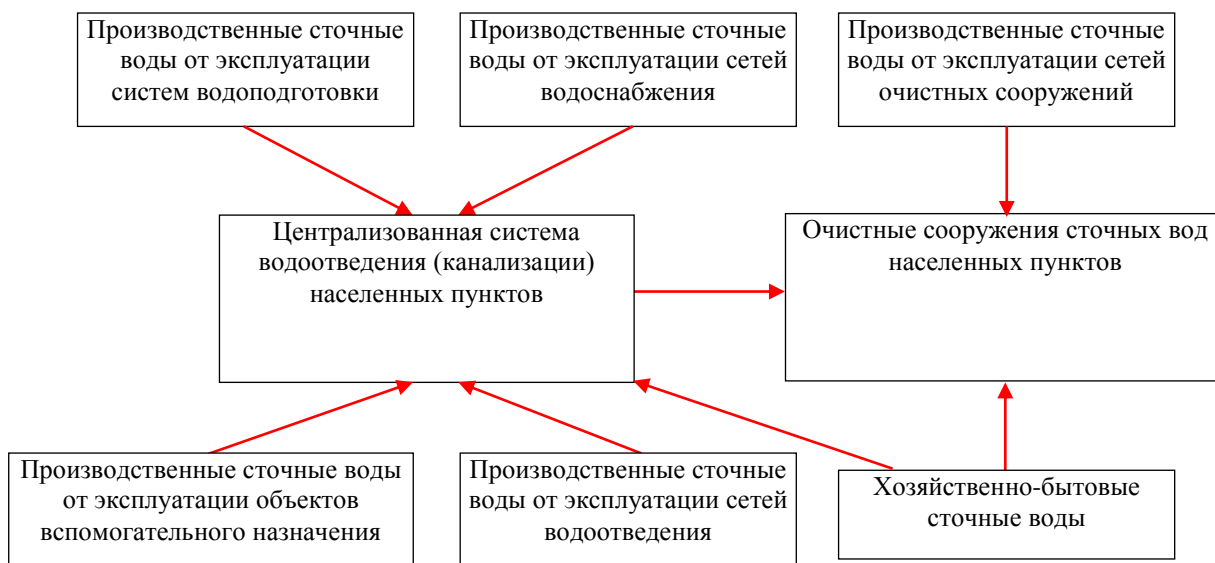 Производственные сточные
воды от эксплуатации
систем водоподготовки
Производственные сточные
воды от эксплуатации сетей
водоснабжения
Производственные сточные
воды от эксплуатации сетей
очистных сооружений
Централизованная система
водоотведения (канализации)
населенных пунктов
Очистные сооружения сточных вод
населенных пунктов
Производственные сточные воды
от эксплуатации объектов
вспомогательного назначения
Производственные сточные
воды от эксплуатации сетей
водоотведения
Хозяйственно-бытовые
сточные воды